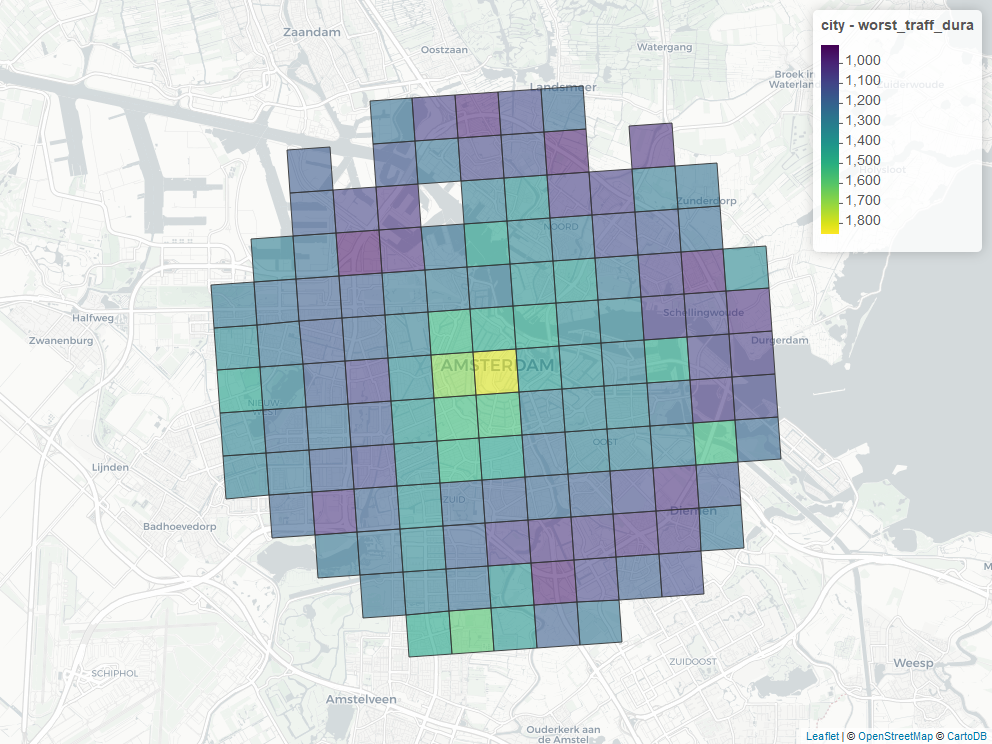 city - worst_traff_dura
1,000
1,100
1,200
1,300
1,400
1,500
1,600
1,700
1,800
Zaandam
Oostzaan
Watergang
Broek in
Waterlan
Zuiderwoude
Landsmeer
Zunderdorp
NOORD
Halfweg
Zwanenburg
Schellingwoude
Durgerdam
AMSTERDAM
NIEUW
WEST
OOST
Lijnden
ZUID
Diemen
Badhoevedorp
M
SCHIPHOL
ZUIDOOST
Weesp
Amstelveen
Ouderkerk aan
de Amstel
Leaflet | © OpenStreetMap © CartoDB